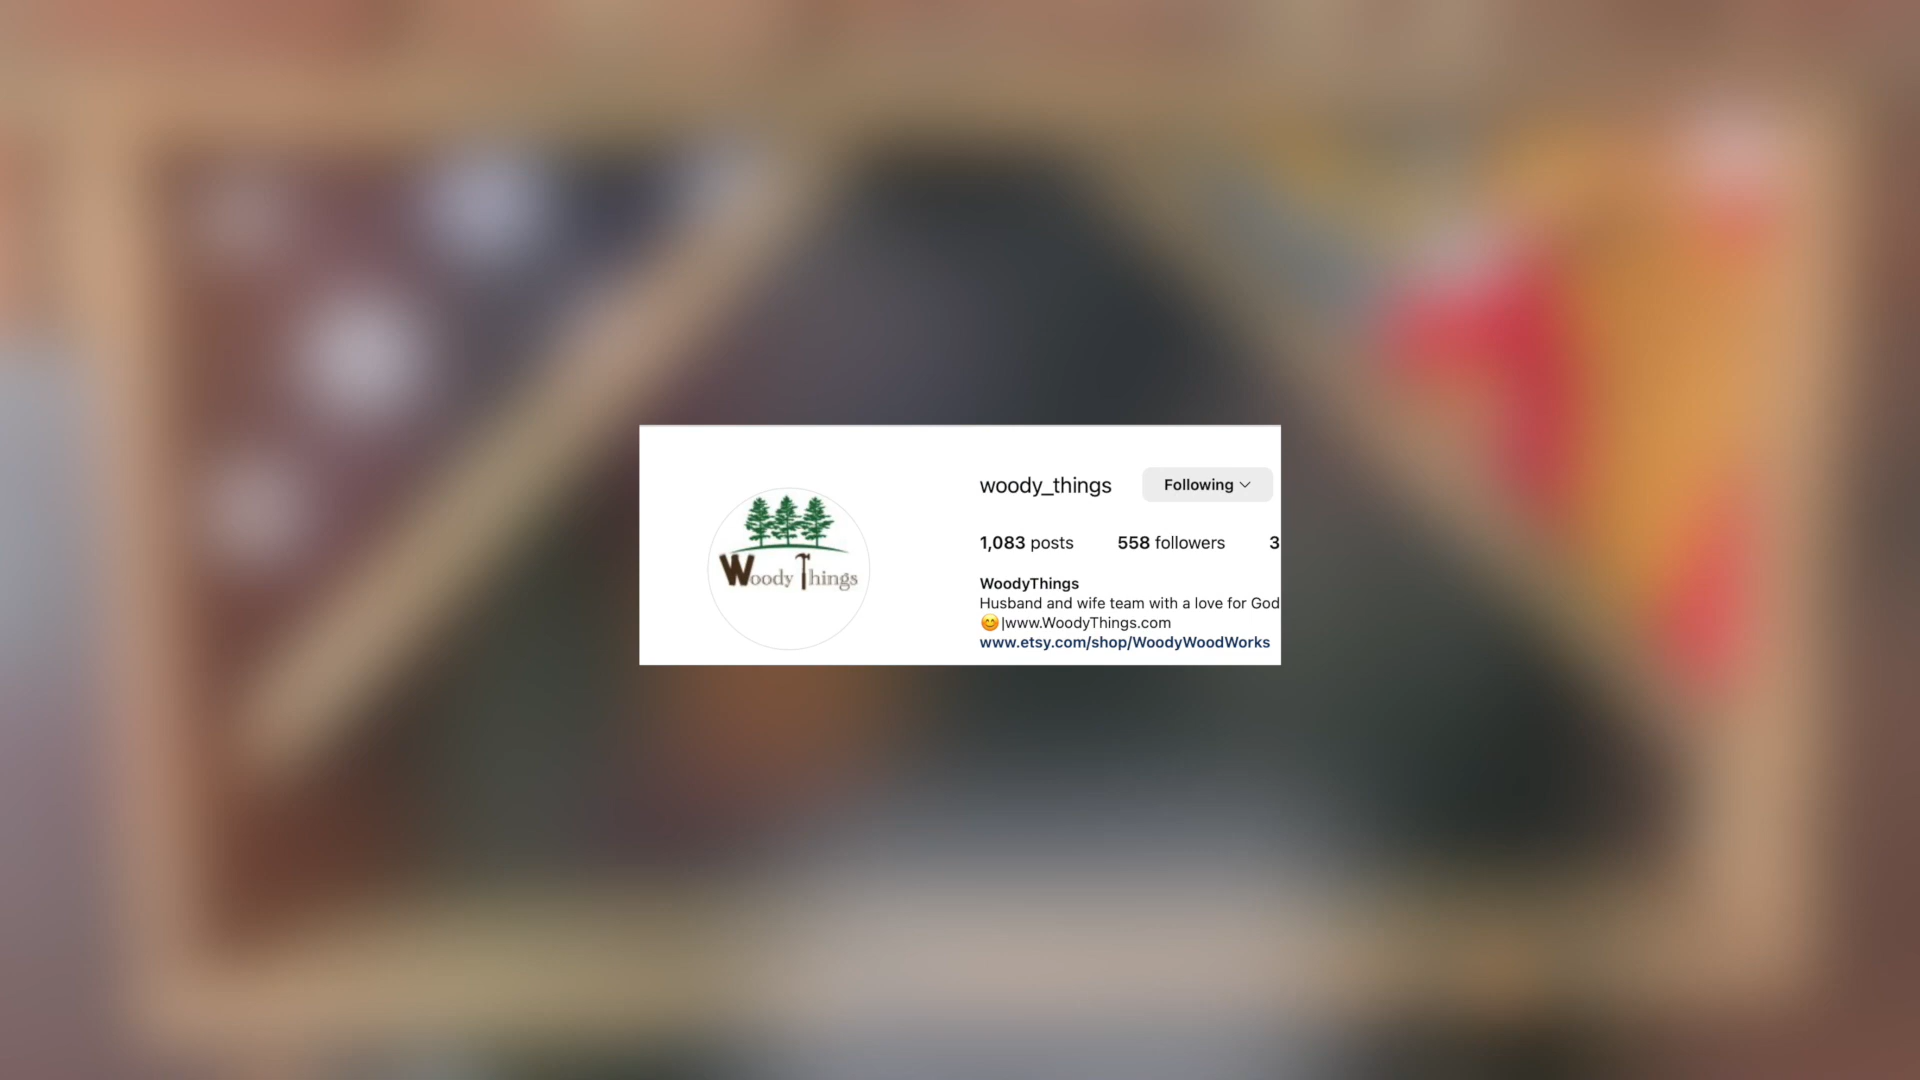 woody_things Following
1,083 posts 558 followers 3
Woody Things
WoodyThings
Husband and wife team with a love for God
😊|www.WoodyThings.com
www.etsy.com/shop/WoodyWoodWorks